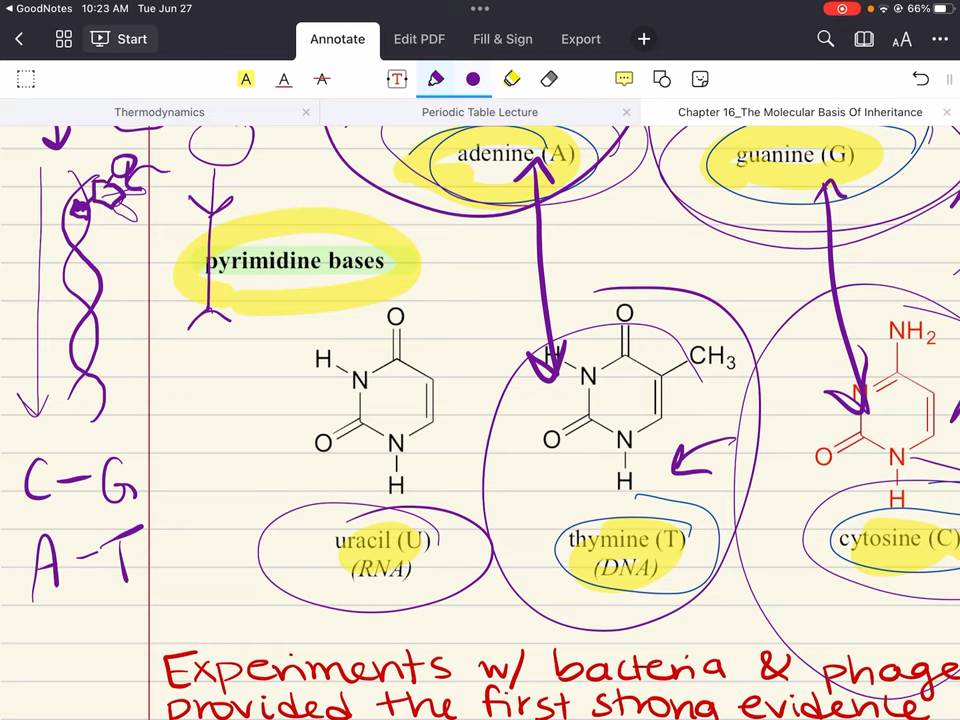 GoodNotes 10:23 AM Tue Jun 27 66%
Start Annotate Edit PDF Fill & Sign Export
A A A T
Thermodynamics Periodic Table Lecture Chapter 16_The Molecular Basis Of Inheritance
adenine (A) guanine (G)
pyrimidine bases
O H N O N H
O H N CH3 O N H
NH2 N O N H
C-G
A-T
uracil (U) thymine (T) cytosine (C)
(RNA) (DNA)
Experiments w/ bacteria & phage
provided the first strong evidence